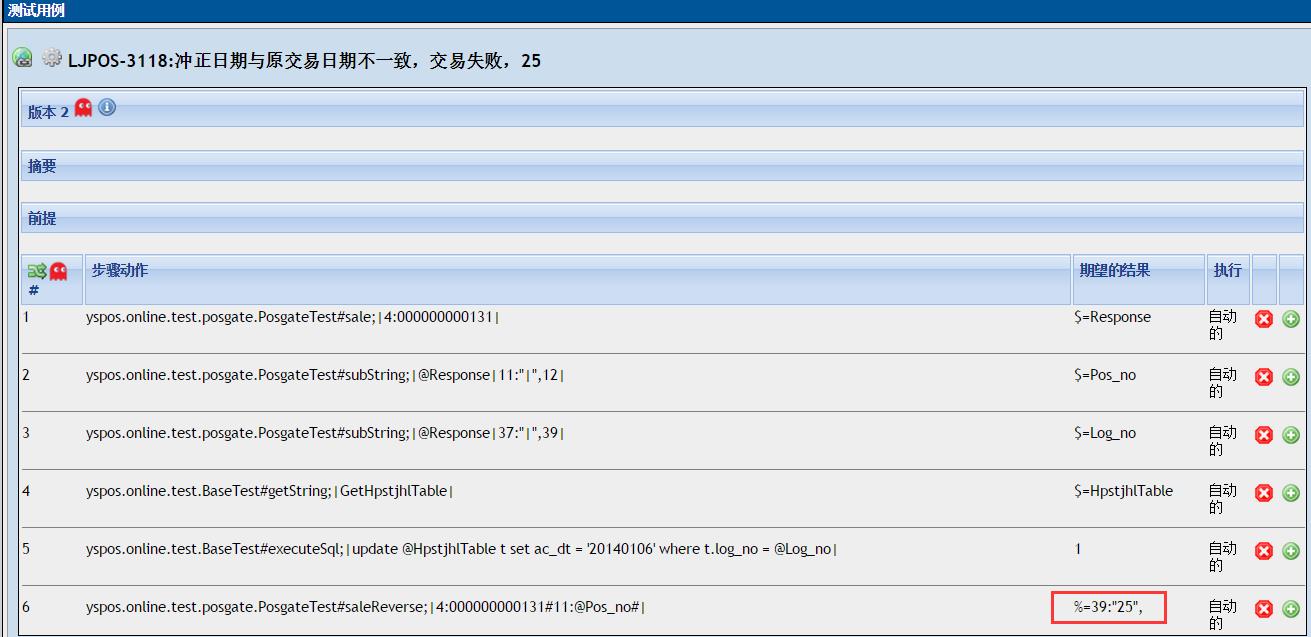 测试用例
LJPOS-3118:冲正日期与原交易日期不一致，交易失败，25
版本 2
摘要
前提
# 步骤动作 期望的结果 执行
1 yspos.online.test.posgate.PosgateTest#sale;|4:000000000131| $=Response 自动的
2 yspos.online.test.posgate.PosgateTest#subString;|@Response|11:"|",12| $=Pos_no 自动的
3 yspos.online.test.posgate.PosgateTest#subString;|@Response|37:"|",39| $=Log_no 自动的
4 yspos.online.test.BaseTest#getString;|GetHpstjhlTable| $=HpstjhlTable 自动的
5 yspos.online.test.BaseTest#executeSql;|update @HpstjhlTable t set ac_dt = '20140106' where t.log_no = @Log_no| 1 自动的
6 yspos.online.test.posgate.PosgateTest#saleReverse;|4:000000000131#11:@Pos_no#| %=39:"25", 自动的